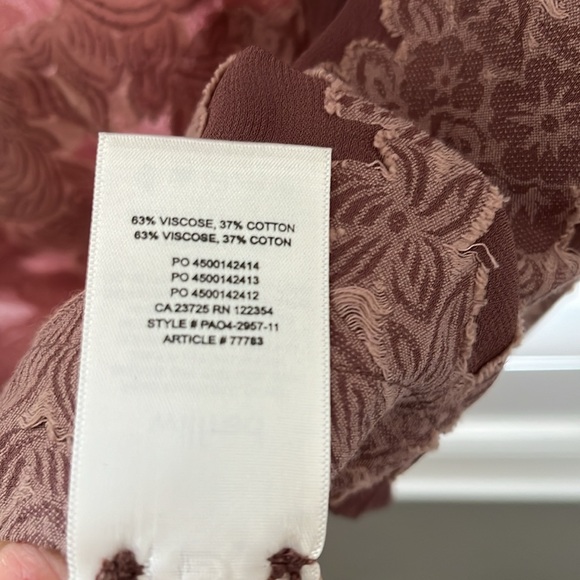 63% VISCOSE, 37% COTTON
63% VISCOSE, 37% COTON
PO 4500142414
PO 4500142413
PO 4500142412
CA 23725 RN 122354
STYLE # PAO4-2957-11
ARTICLE # 77783